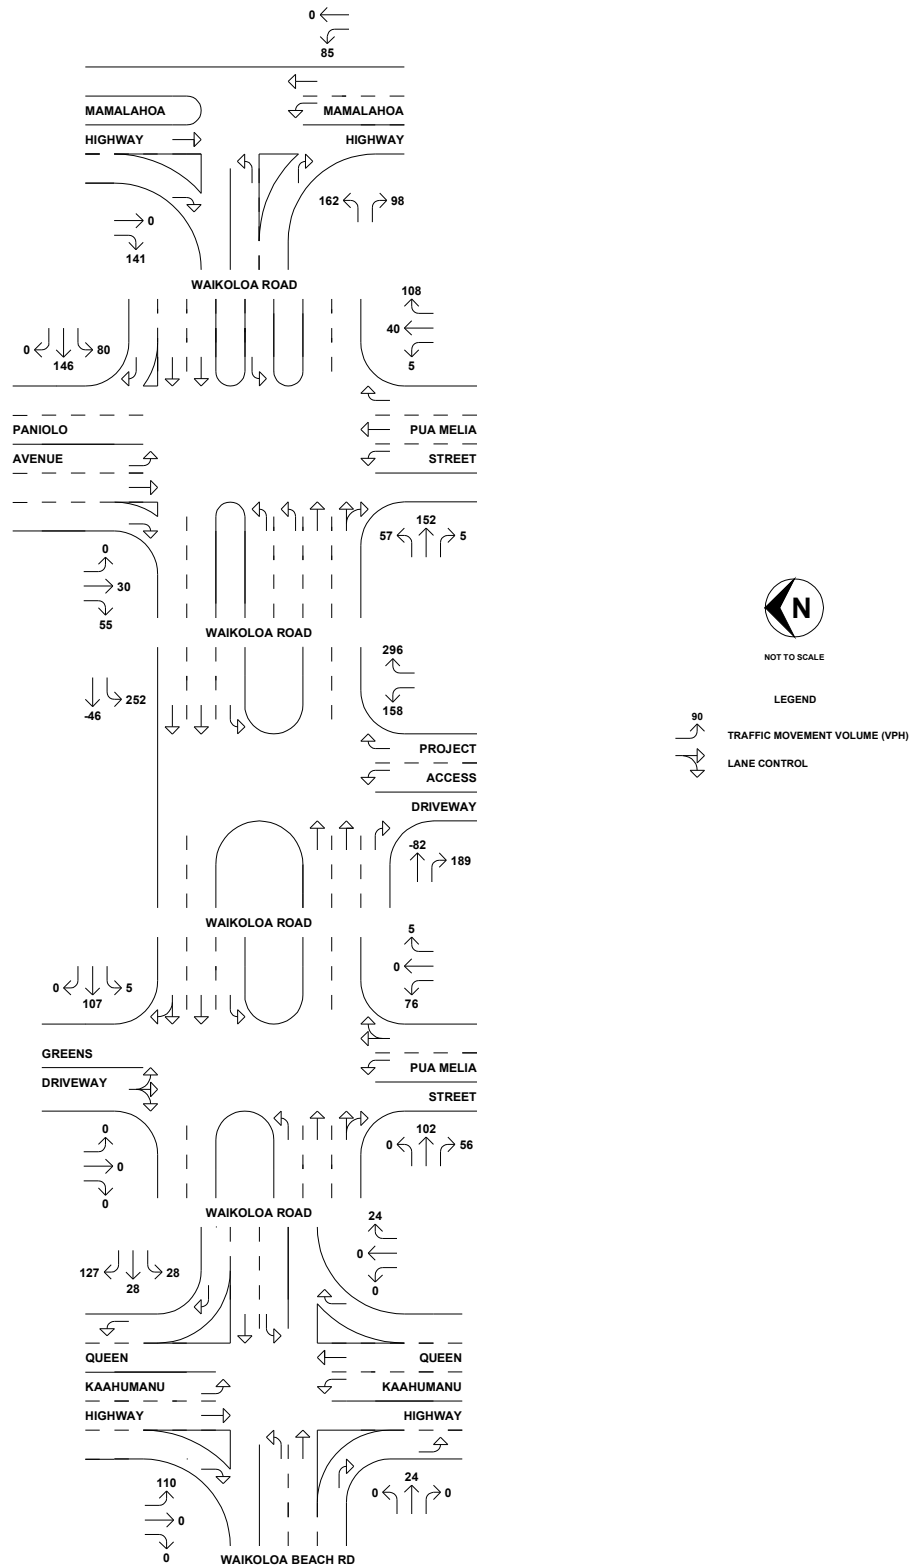 0
85
MAMALAHOA MAMALAHOA
HIGHWAY HIGHWAY
162 98
0
141
WAIKOLOA ROAD
108
40
5
0 80
146
PANIOLO PUA MELIA
AVENUE STREET
152
57 5
0
30
55
WAIKOLOA ROAD
N
NOT TO SCALE
LEGEND
90
TRAFFIC MOVEMENT VOLUME (VPH)
LANE CONTROL
296
158
252
-46
PROJECT
ACCESS
DRIVEWAY
-82
189
WAIKOLOA ROAD
5
0
76
0 5
107
GREENS
DRIVEWAY
PUA MELIA
STREET
0
0
0
102
0 56
WAIKOLOA ROAD
24
0
0
127 28
28
QUEEN QUEEN
KAAHUMANU KAAHUMANU
HIGHWAY HIGHWAY
110
0
0
24
0 0
WAIKOLOA BEACH RD